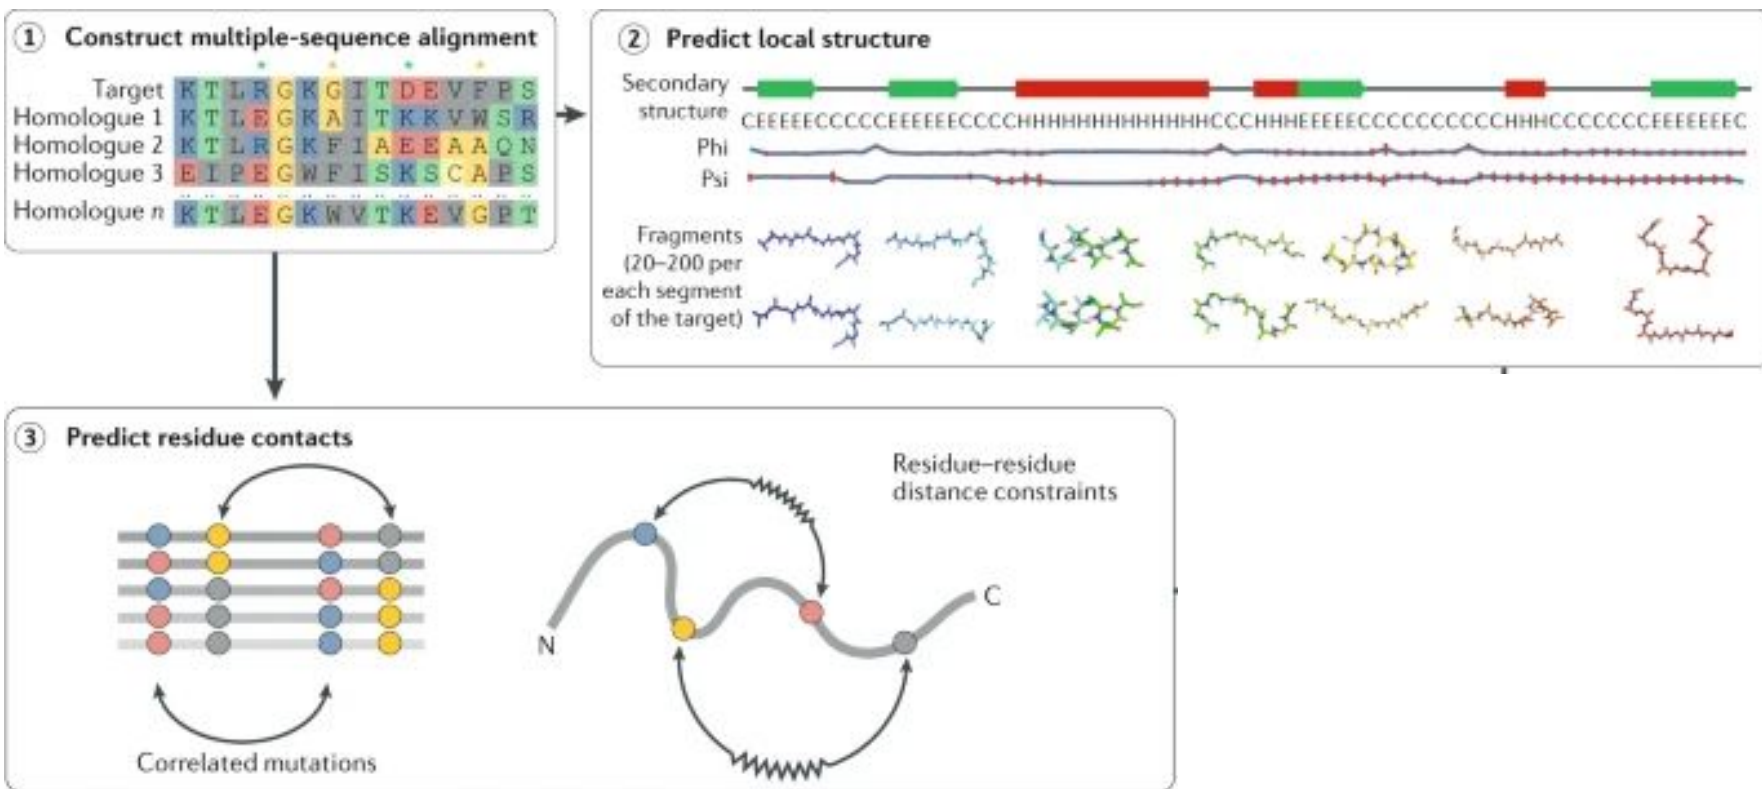 1 Construct multiple-sequence alignment
Target K T L R G K G I T D E V F P S
Homologue 1 K T L E G K A I T K K V W S R
Homologue 2 K T L R G K F I A E E A A Q N
Homologue 3 E I P E G W F I S K S C A P S
Homologue n K T L E G K W V T K E V G P T
2 Predict local structure
Secondary
structure
CEEEEECCCCCEEEEEECCCCHHHHHHHHHHHHHHCCCHHHEEEEECCCCCCCCCCCHHHCCCCCCCEEEEEEEC
Phi
Psi
Fragments
(20–200 per
each segment
of the target)
3 Predict residue contacts
Correlated mutations
Residue–residue
distance constraints
N
C